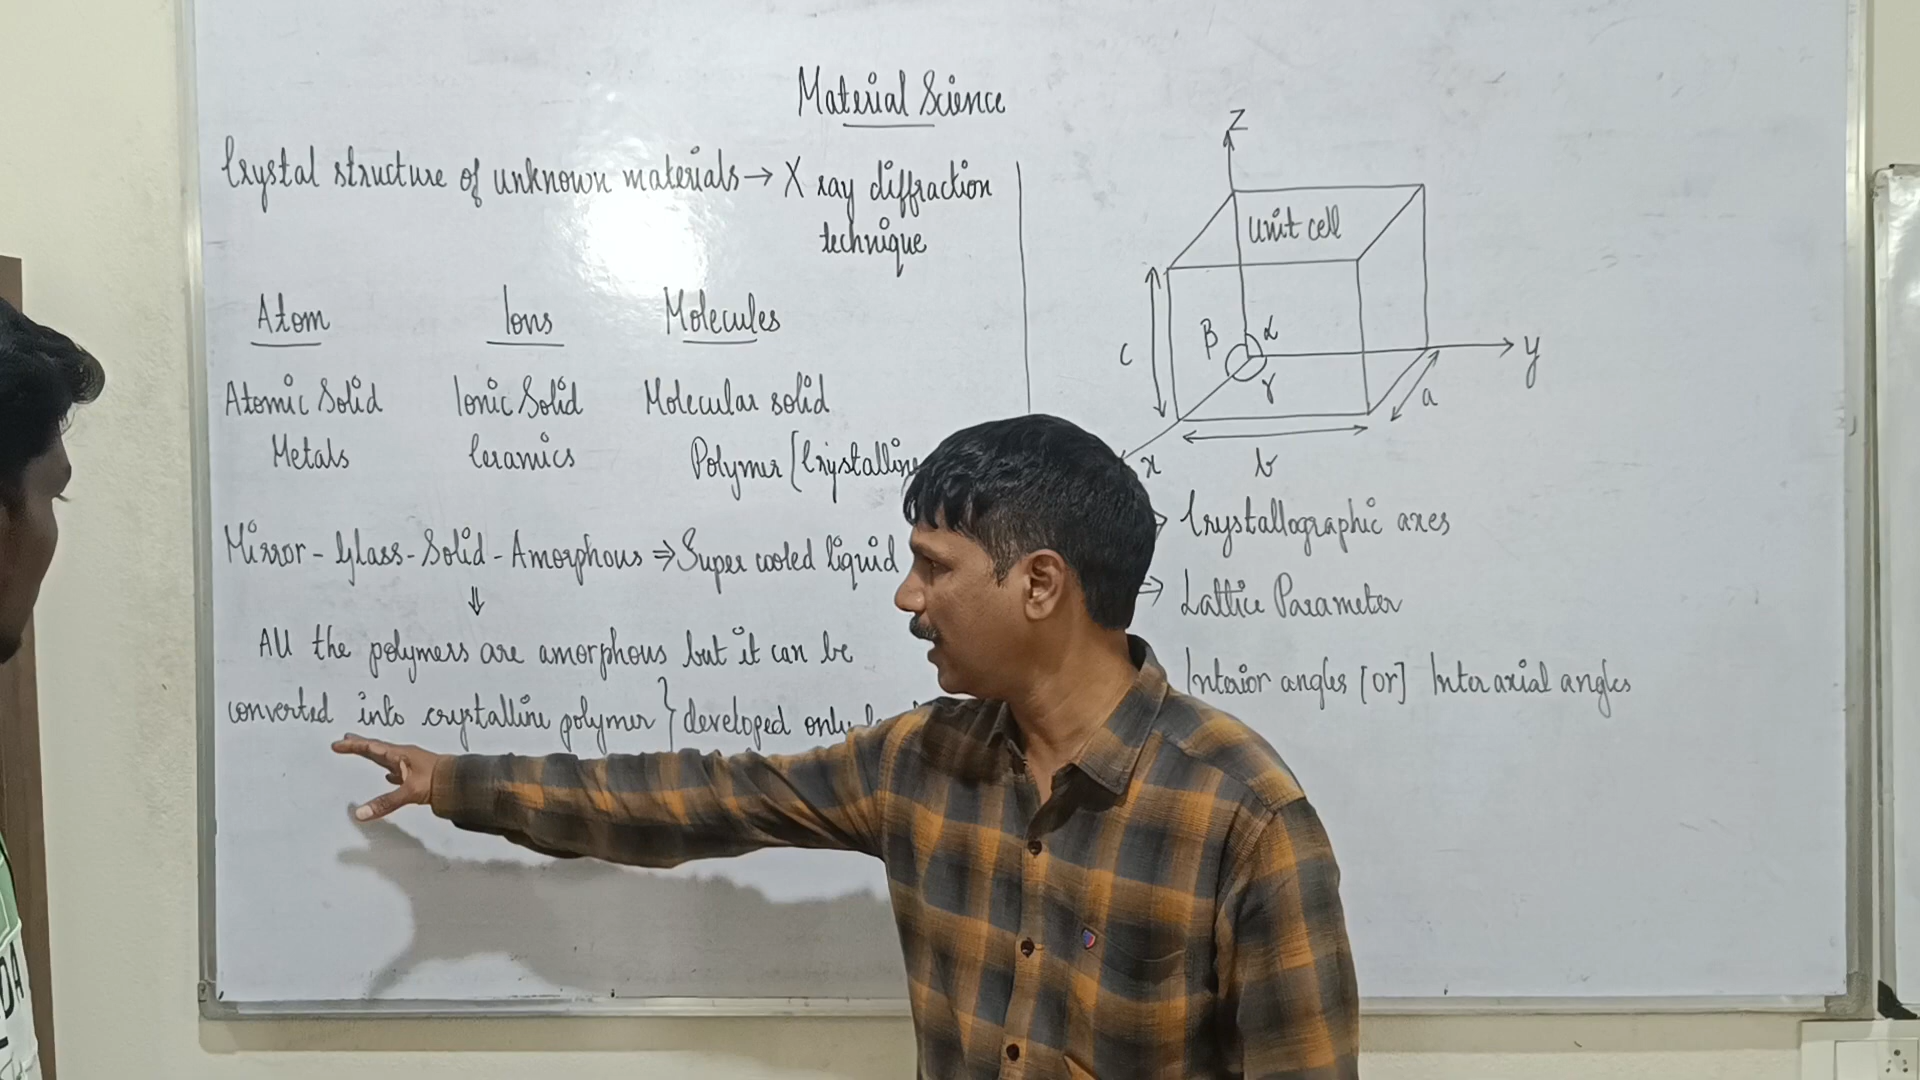 Material Science
Crystal structure of unknown materials → X ray diffraction
technique
Atom Ions Molecules
Atomic Solid Ionic Solid Molecular solid
Metals Ceramics Polymer [Crystalline
Mirror - Glass - Solid - Amorphous ⇒ Super cooled liquid
⇓
All the polymers are amorphous but it can be
converted into crystalline polymer } developed only
Z
unit cell
β α
γ
c
y
a
x
b
Crystallographic axes
⇒ Lattice Parameter
Interior angles [or] Inter axial angles